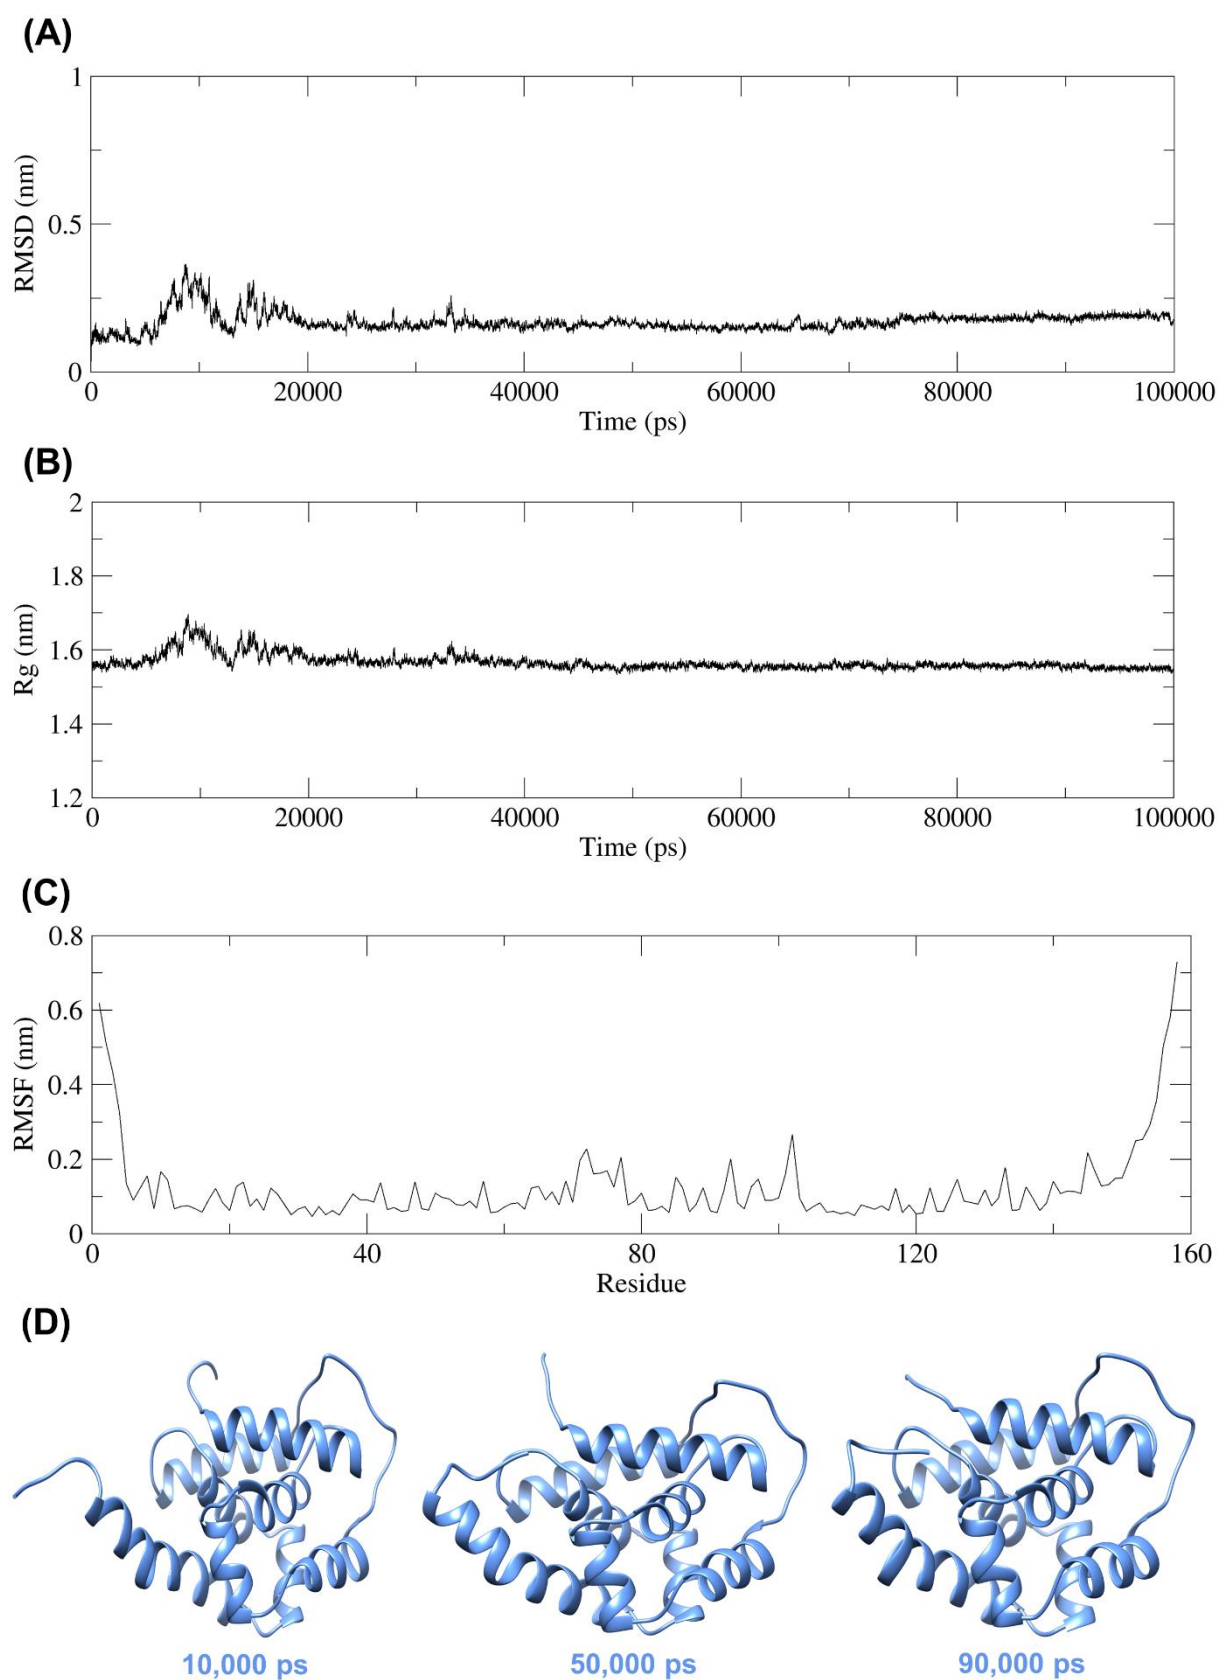 (A)
1
0.5
0
RMSD (nm)
0 20000 40000 60000 80000 100000
Time (ps)
(B)
2
1.8
1.6
1.4
1.2
Rg (nm)
0 20000 40000 60000 80000 100000
Time (ps)
(C)
0.8
0.6
0.4
0.2
0
RMSF (nm)
0 40 80 120 160
Residue
(D)
10,000 ps 50,000 ps 90,000 ps